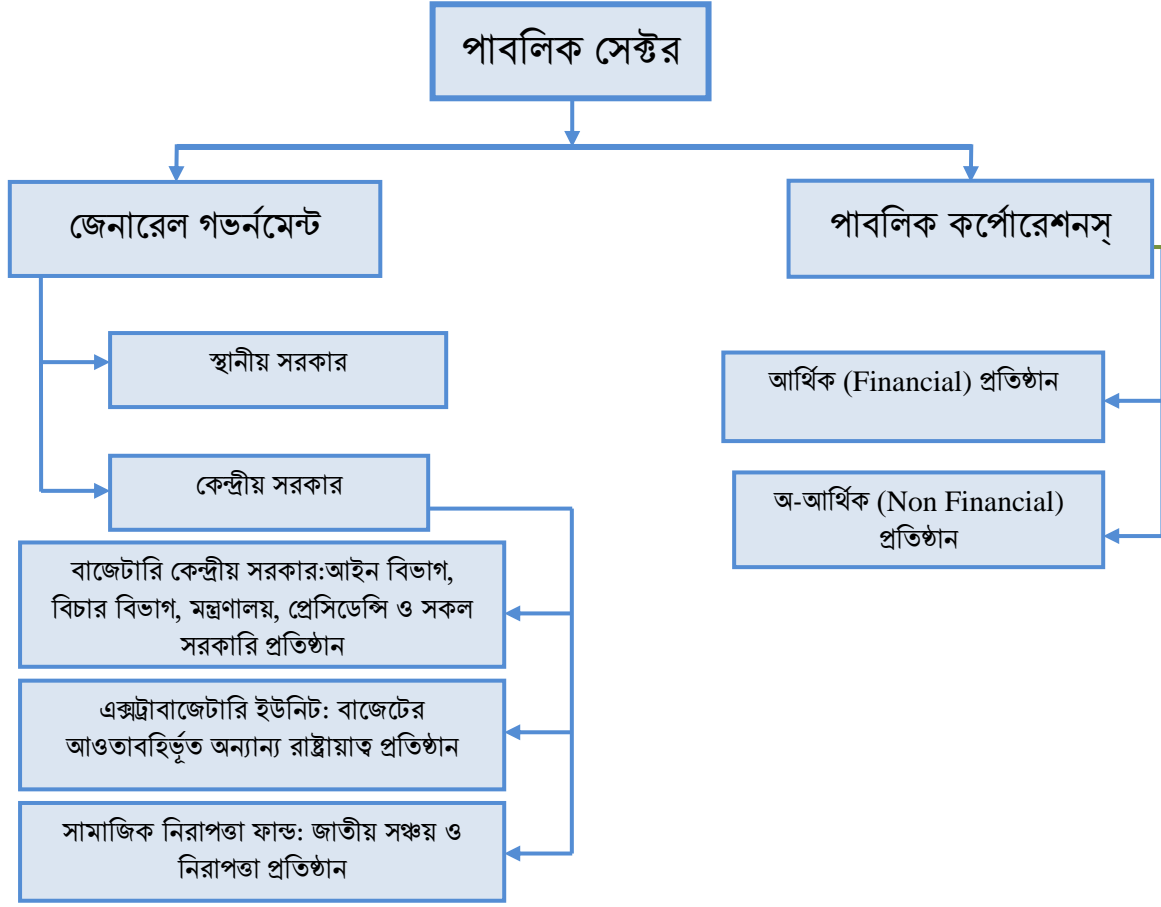 পাবলিক সেক্টর
জেনারেল গভর্নমেন্ট
পাবলিক কর্পোরেশনস্
স্থানীয় সরকার
আর্থিক (Financial) প্রতিষ্ঠান
কেন্দ্রীয় সরকার
অ-আর্থিক (Non Financial)
প্রতিষ্ঠান
বাজেটারি কেন্দ্রীয় সরকার:আইন বিভাগ,
বিচার বিভাগ, মন্ত্রণালয়, প্রেসিডেন্সি ও সকল
সরকারি প্রতিষ্ঠান
এক্সট্রাবাজেটারি ইউনিট: বাজেটের
আওতাবহির্ভূত অন্যান্য রাষ্ট্রায়াত্ব প্রতিষ্ঠান
সামাজিক নিরাপত্তা ফান্ড: জাতীয় সঞ্চয় ও
নিরাপত্তা প্রতিষ্ঠান